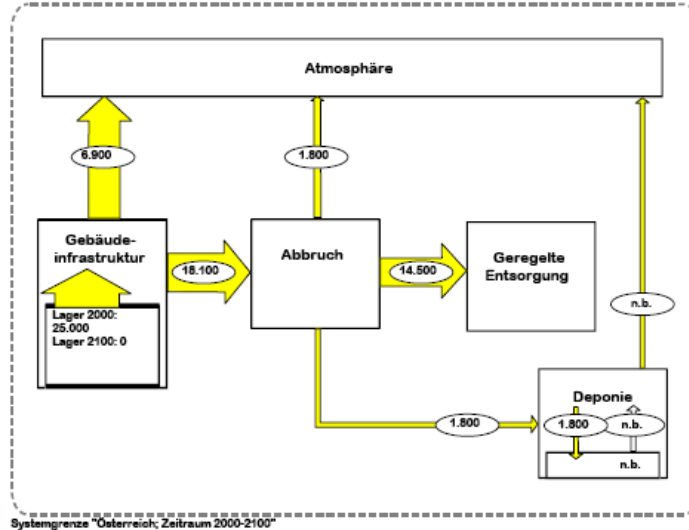 Atmosphäre
6.900
1.800
Gebäude-
infrastruktur
18.100
Abbruch
14.500
Geregelte
Entsorgung
Lager 2000:
25.000
Lager 2100: 0
n.b.
Deponie
1.800
1.800
n.b.
n.b.
Systemgrenze "Österreich; Zeitraum 2000-2100"